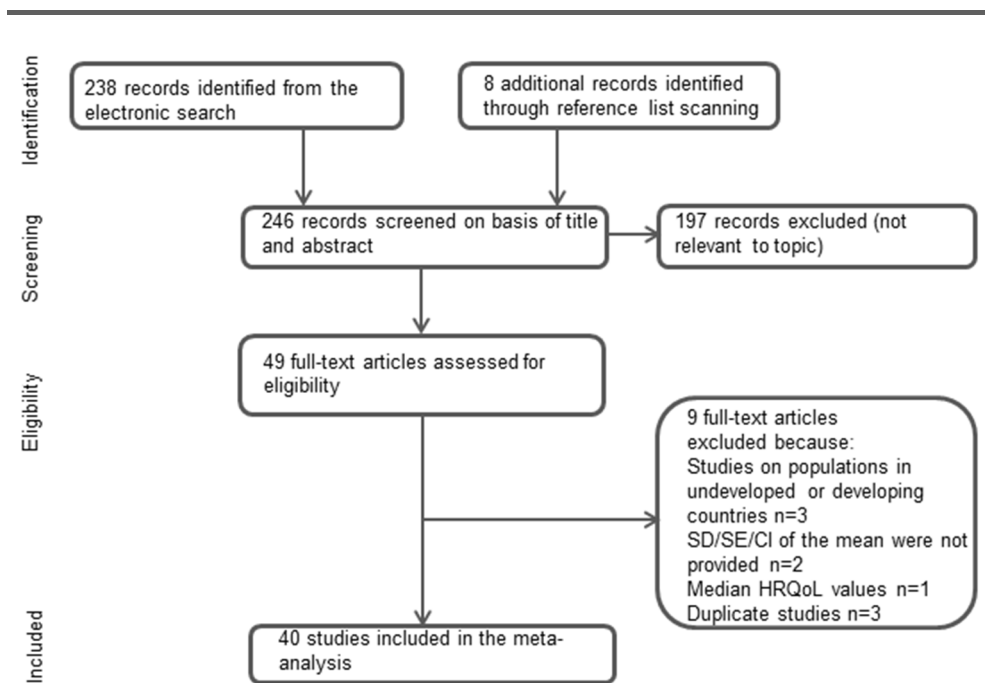 Identification
238 records identified from the
electronic search
8 additional records identified
through reference list scanning
Screening
246 records screened on basis of title
and abstract
197 records excluded (not
relevant to topic)
Eligibility
49 full-text articles assessed for
eligibility
9 full-text articles
excluded because:
Studies on populations in
undeveloped or developing
countries n=3
SD/SE/CI of the mean were not
provided n=2
Median HRQoL values n=1
Duplicate studies n=3
Included
40 studies included in the meta-
analysis